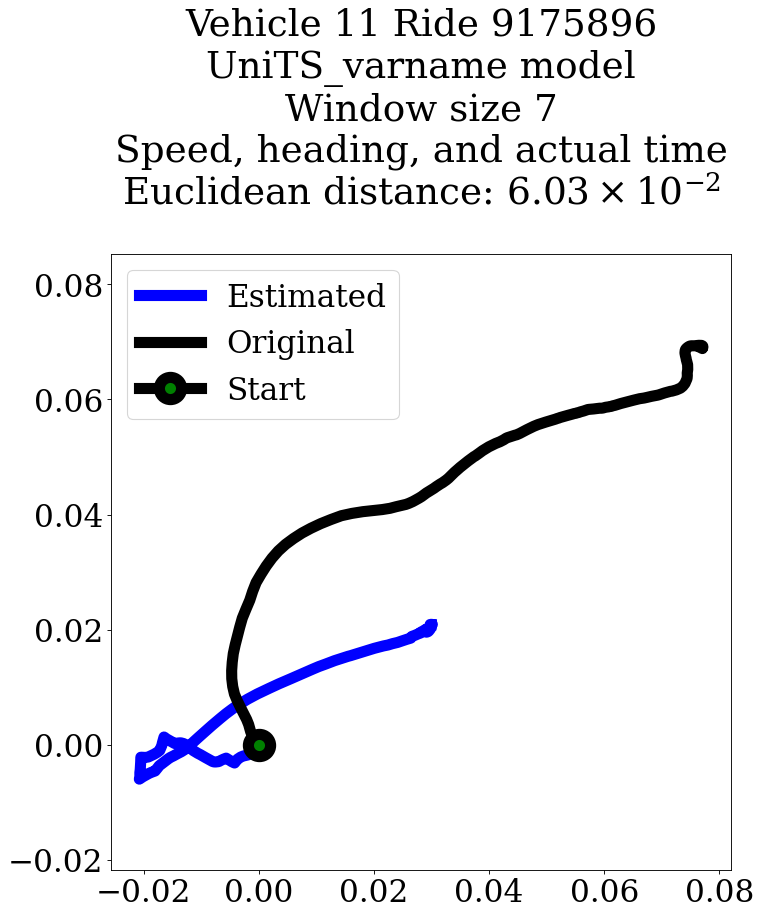 Vehicle 11 Ride 9175896
UniTS_varname model
Window size 7
Speed, heading, and actual time
Euclidean distance: 6.03 × 10⁻²
Estimated
Original
Start
0.08
0.06
0.04
0.02
0.00
−0.02
−0.02 0.00 0.02 0.04 0.06 0.08